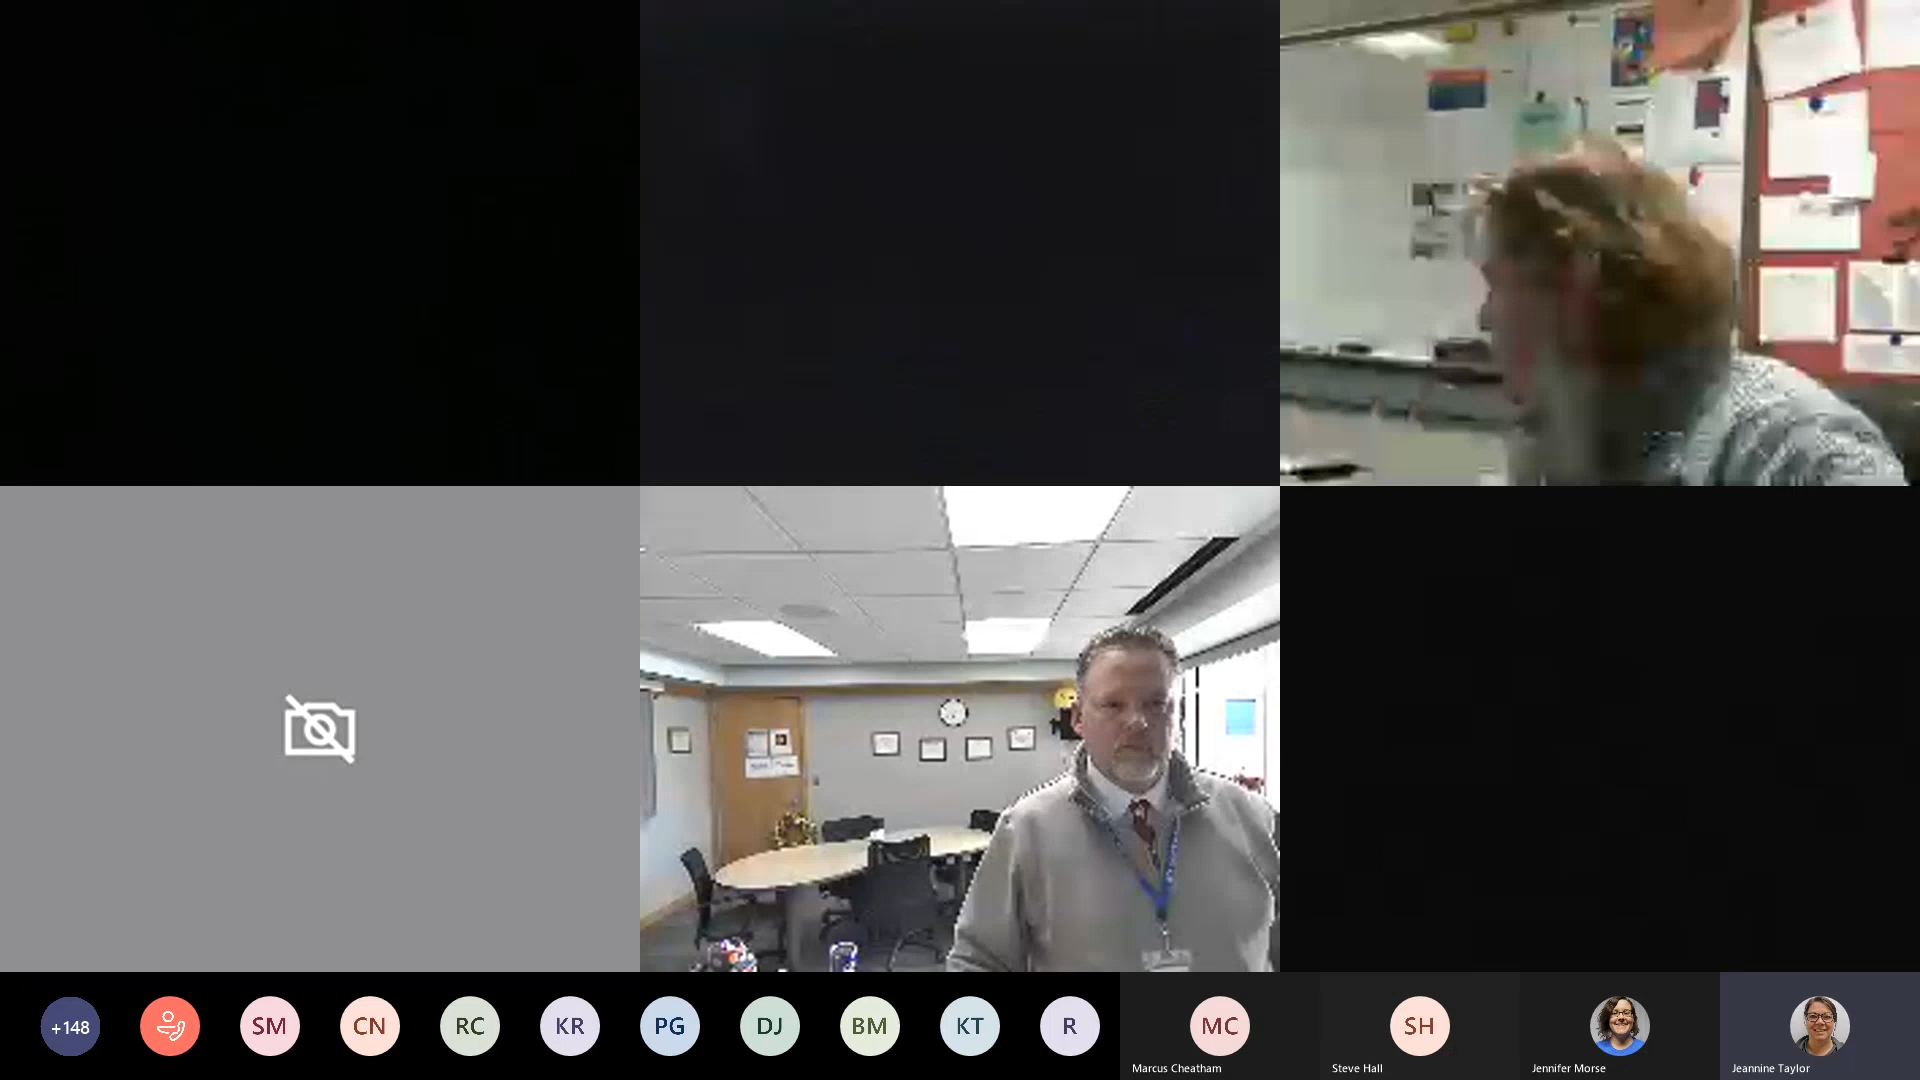 +148
SM
CN
RC
KR
PG
DJ
BM
KT
R
MC
SH
Marcus Cheatham
Steve Hall
Jennifer Morse
Jeannine Taylor